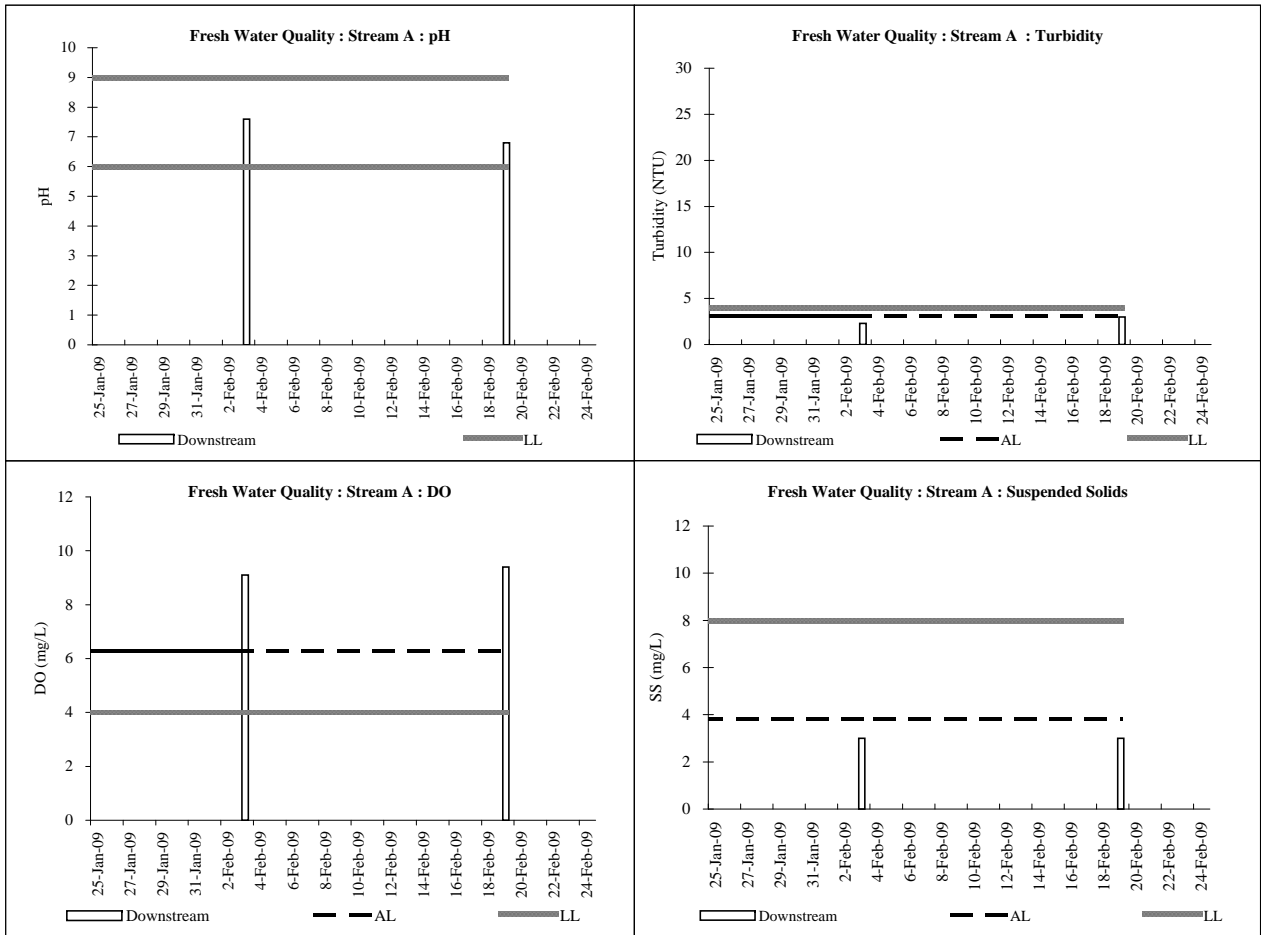 Fresh Water Quality : Stream A : pH
10
9
8
7
6
5
4
3
2
1
0
pH
25-Jan-09
27-Jan-09
29-Jan-09
31-Jan-09
2-Feb-09
4-Feb-09
6-Feb-09
8-Feb-09
10-Feb-09
12-Feb-09
14-Feb-09
16-Feb-09
18-Feb-09
20-Feb-09
22-Feb-09
24-Feb-09
Downstream LL
Fresh Water Quality : Stream A : Turbidity
30
25
20
15
10
5
0
Turbidity (NTU)
25-Jan-09
27-Jan-09
29-Jan-09
31-Jan-09
2-Feb-09
4-Feb-09
6-Feb-09
8-Feb-09
10-Feb-09
12-Feb-09
14-Feb-09
16-Feb-09
18-Feb-09
20-Feb-09
22-Feb-09
24-Feb-09
Downstream AL LL
Fresh Water Quality : Stream A : DO
12
10
8
6
4
2
0
DO (mg/L)
25-Jan-09
27-Jan-09
29-Jan-09
31-Jan-09
2-Feb-09
4-Feb-09
6-Feb-09
8-Feb-09
10-Feb-09
12-Feb-09
14-Feb-09
16-Feb-09
18-Feb-09
20-Feb-09
22-Feb-09
24-Feb-09
Downstream AL LL
Fresh Water Quality : Stream A : Suspended Solids
12
10
8
6
4
2
0
SS (mg/L)
25-Jan-09
27-Jan-09
29-Jan-09
31-Jan-09
2-Feb-09
4-Feb-09
6-Feb-09
8-Feb-09
10-Feb-09
12-Feb-09
14-Feb-09
16-Feb-09
18-Feb-09
20-Feb-09
22-Feb-09
24-Feb-09
Downstream AL LL